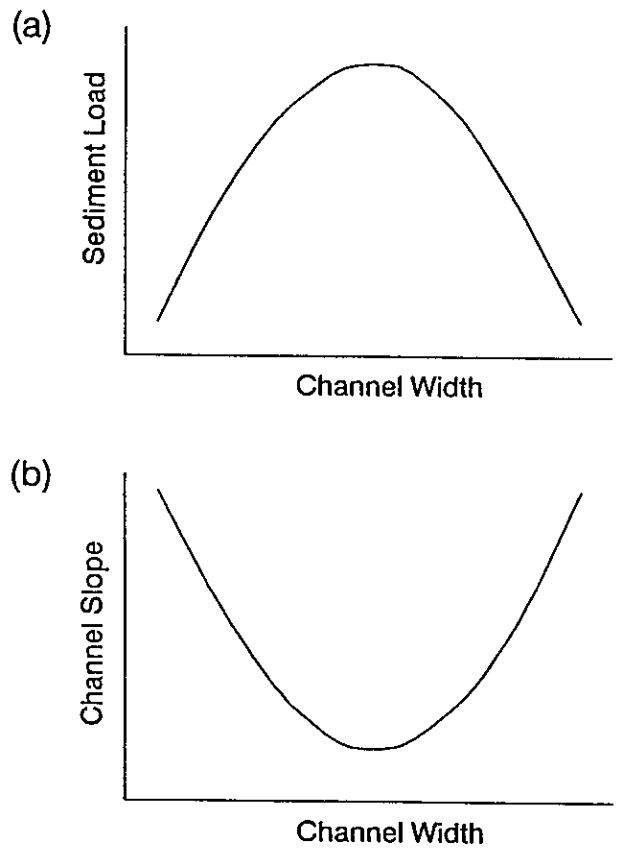 (a)
Sediment Load
Channel Width
(b)
Channel Slope
Channel Width